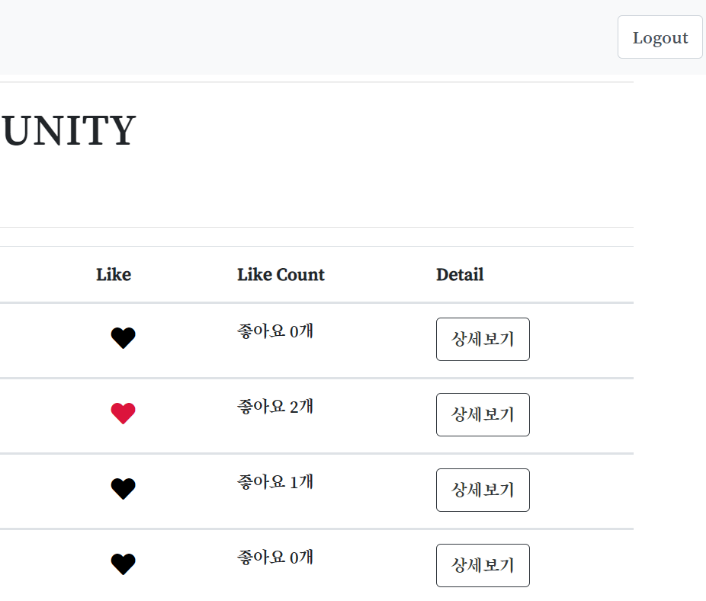 Logout
UNITY
Like Like Count Detail
좋아요 0개 상세보기
좋아요 2개 상세보기
좋아요 1개 상세보기
좋아요 0개 상세보기